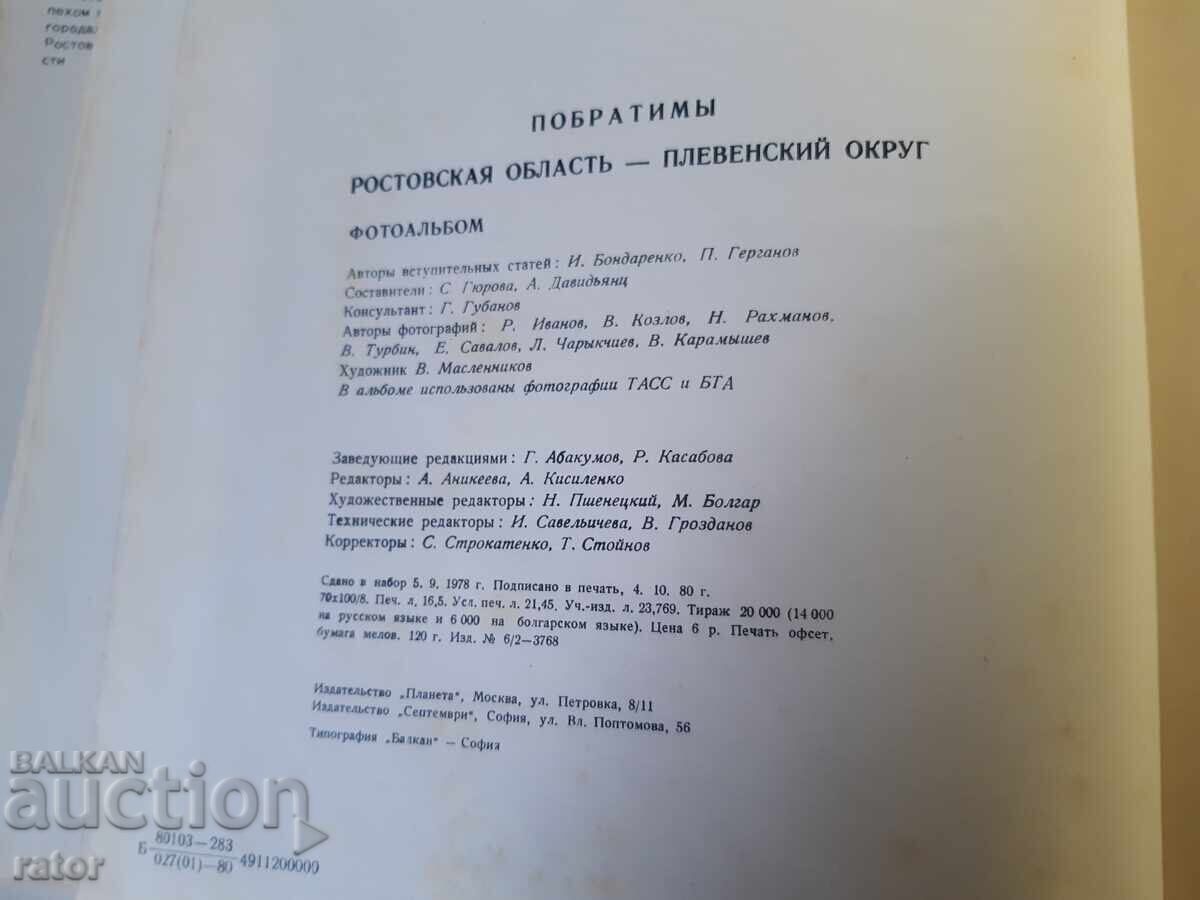 пехом
города
Ростов
сти
ПОБРАТИМЫ
РОСТОВСКАЯ ОБЛАСТЬ — ПЛЕВЕНСКИЙ ОКРУГ
ФОТОАЛЬБОМ
Авторы вступительных статей: И. Бондаренко, П. Герганов
Составители: С Гюрова, А. Давидьянц
Консультант: Г. Губанов
Авторы фотографий: Р. Иванов, В. Козлов, Н. Рахманов,
В. Турбин, Е. Савалов, Л. Чарыкчиев, В. Карамышев
Художник В. Масленников
В альбоме использованы фотографии ТАСС и БТА
Заведующие редакциями: Г. Абакумов, Р. Касабова
Редакторы: А. Аникеева, А. Кисиленко
Художественные редакторы: Н. Пшенецкий, М. Болгар
Технические редакторы: И. Савельичева, В. Грозданов
Корректоры: С. Строкатенко, Т. Стойнов
Сдано в набор 5. 9. 1978 г. Подписано в печать, 4. 10. 80 г.
70х100/8. Печ. л. 16,5. Усл. печ. л. 21,45. Уч.-изд. л. 23,769. Тираж 20 000 (14 000
на русском языке и 6 000 на болгарском языке). Цена 6 р. Печать офсет,
бумага мелов. 120 г. Изд. № 6/2—3768
Издательство „Планета“, Москва, ул. Петровка, 8/11
Издательство „Септември“, София, ул. Вл. Поптомова, 56
Типография „Балкан“ — София
BALKAN
auction
rator
Б 80103—283
027(01)—80 4911200000